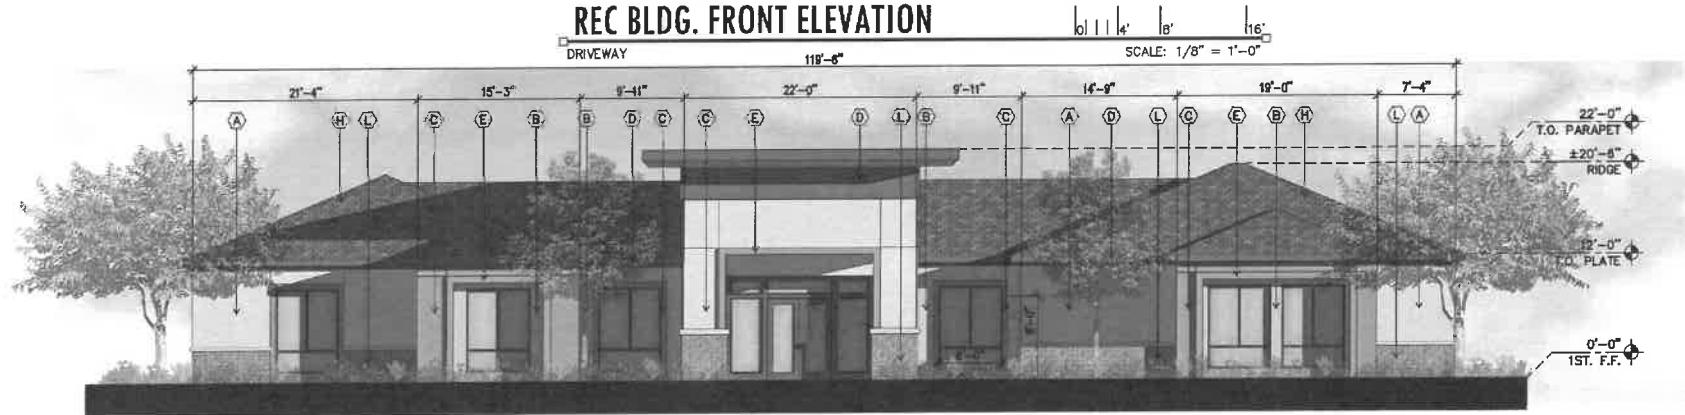 REC BLDG. FRONT ELEVATION
0 4' 8' 16'
DRIVEWAY
SCALE: 1/8" = 1'-0"
119'-6"
21'-4" 15'-3" 9'-11" 22'-0" 9'-11" 14'-9" 19'-0" 7'-4"
A H L C E B B D C C E D L B C A D L C E B H L A
22'-0"
T.O. PARAPET
±20'-6"
RIDGE
12'-0"
T.O. PLATE
6'-0"
0'-0"
1ST. F.F.